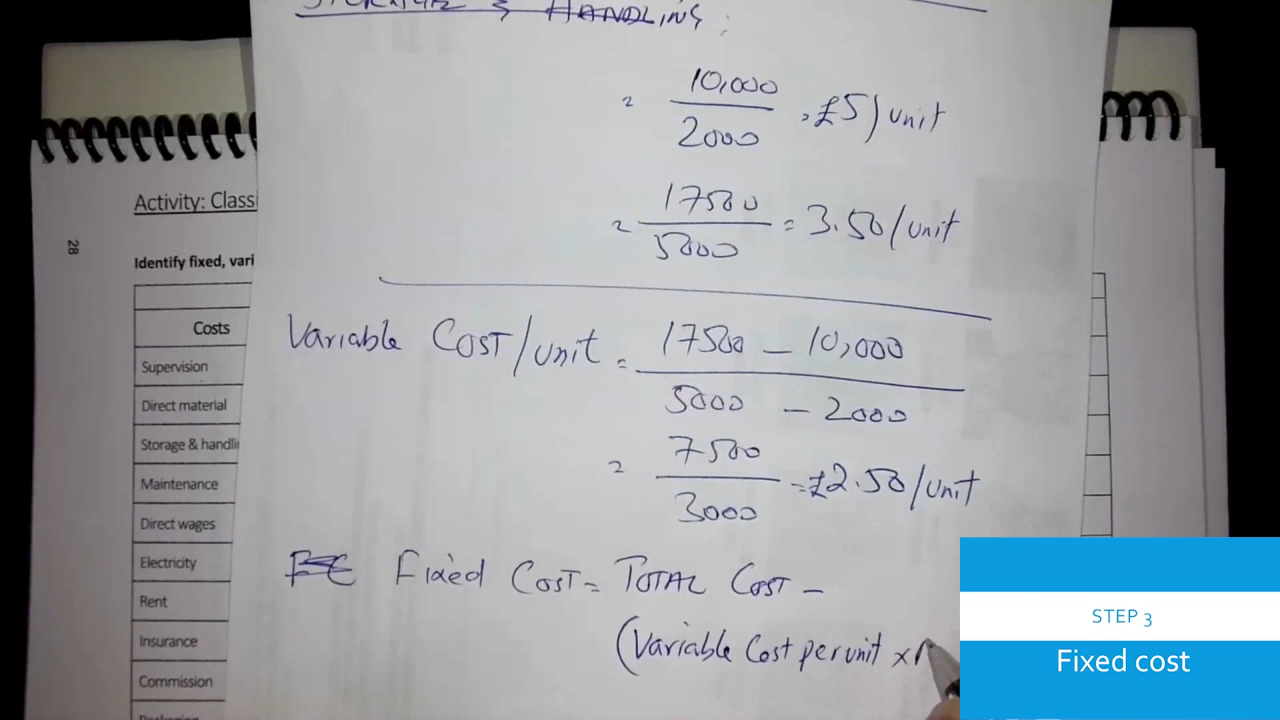 STORAGE & HANDLING:
= 10,000 / 2000 = £5/unit
= 17500 / 5000 = 3.50/unit
Variable COST/unit = 17500 – 10,000 / 5000 – 2000
= 7500 / 3000 = £2.50/unit
Fixed COST = TOTAL COST –
(Variable Cost per unit ×
28
Activity: Classi
Identify fixed, vari
Costs
Supervision
Direct material
Storage & handli
Maintenance
Direct wages
Electricity
Rent
Insurance
Commission
STEP 3
Fixed cost